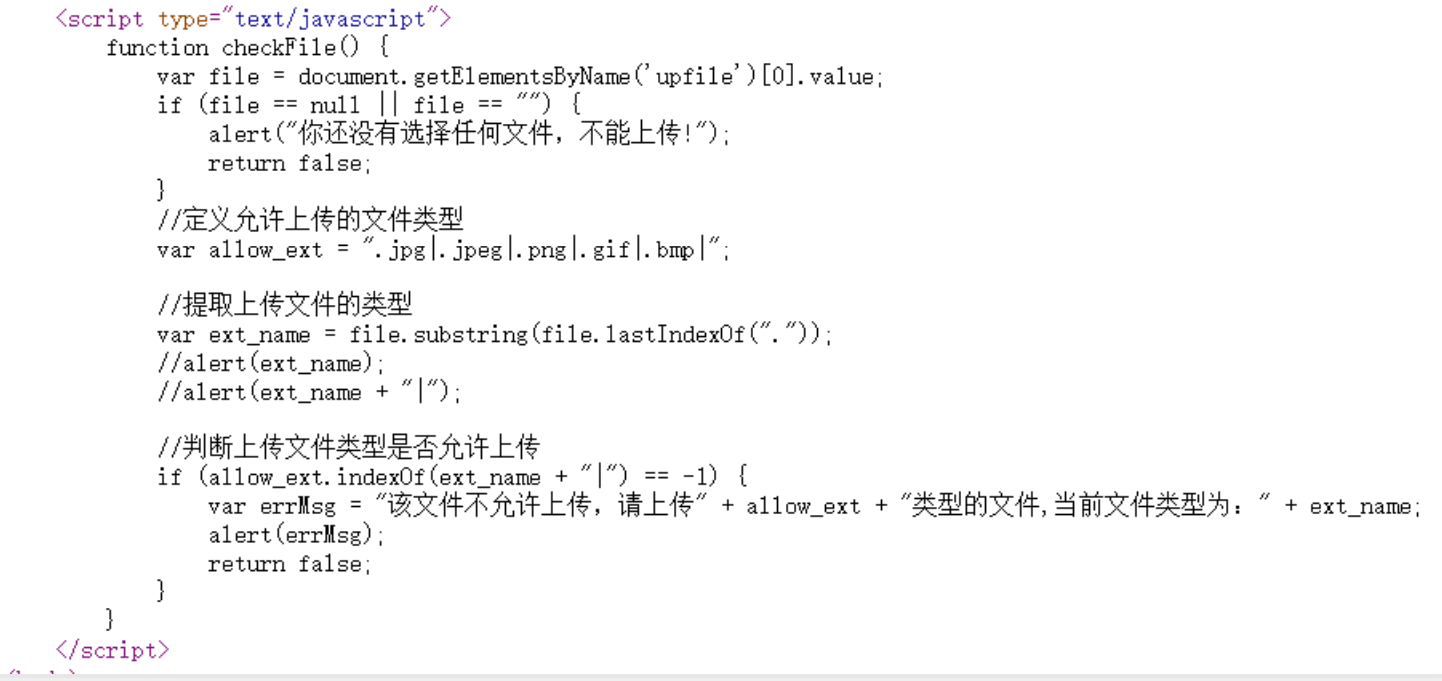 <script type="text/javascript">
function checkFile() {
var file = document.getElementsByName('upfile')[0].value;
if (file == null || file == "") {
alert("你还没有选择任何文件，不能上传!");
return false;
}
//定义允许上传的文件类型
var allow_ext = ".jpg|.jpeg|.png|.gif|.bmp|";
//提取上传文件的类型
var ext_name = file.substring(file.lastIndexOf("."));
//alert(ext_name);
//alert(ext_name + "|");
//判断上传文件类型是否允许上传
if (allow_ext.indexOf(ext_name + "|") == -1) {
var errMsg = "该文件不允许上传，请上传" + allow_ext + "类型的文件,当前文件类型为：" + ext_name;
alert(errMsg);
return false;
}
}
</script>